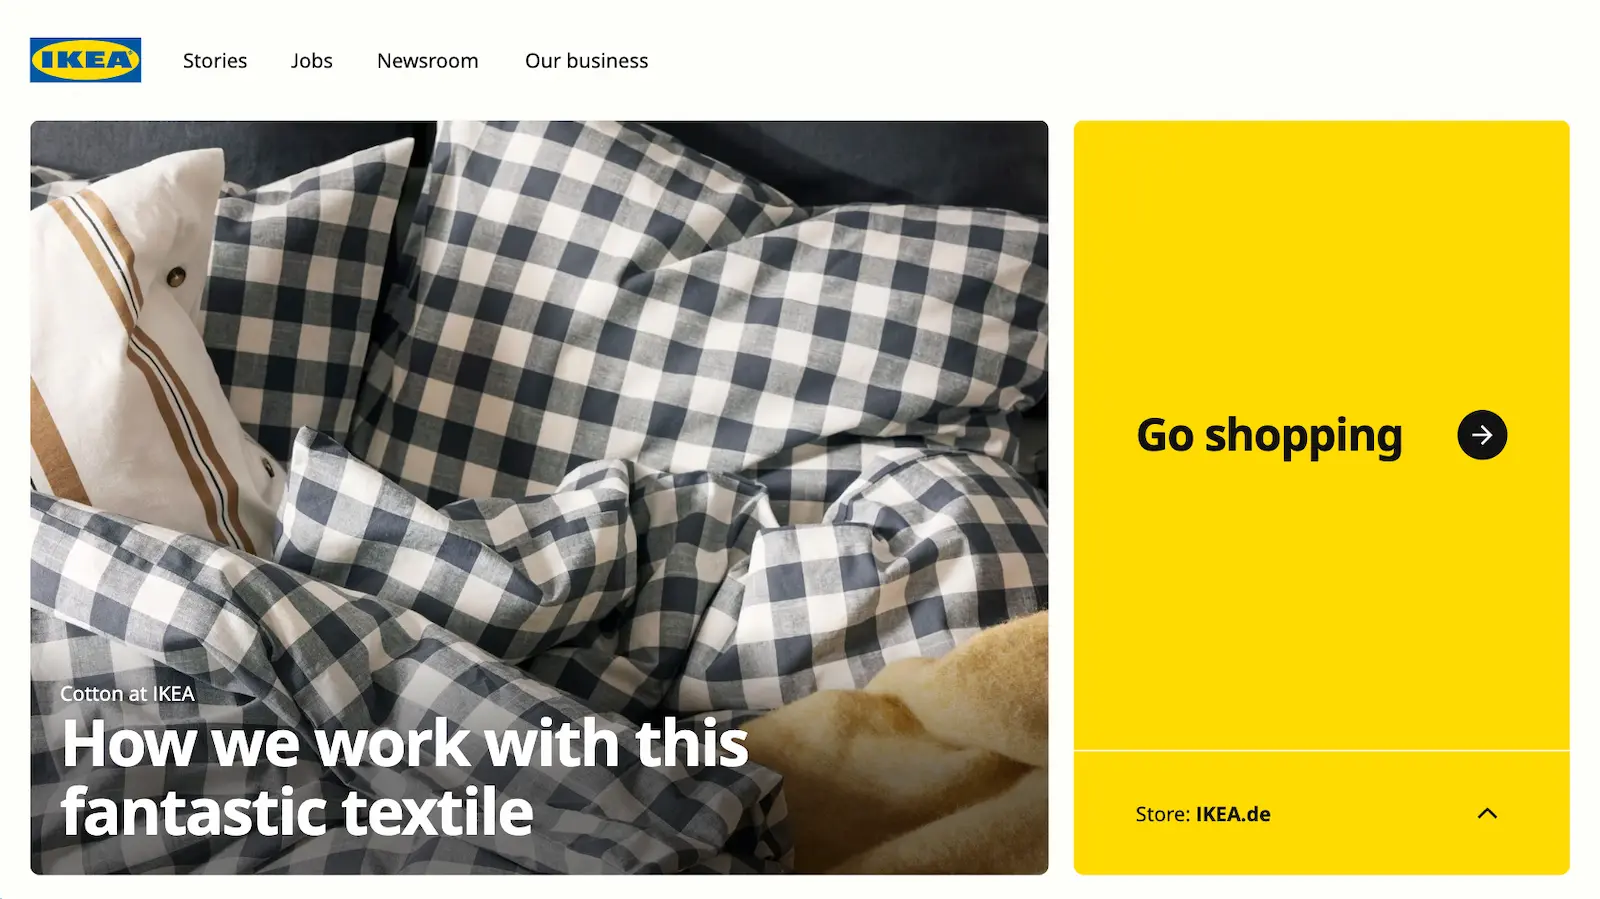 IKEA
Stories
Jobs
Newsroom
Our business
Cotton at IKEA
How we work with this
fantastic textile
Go shopping
Store: IKEA.de